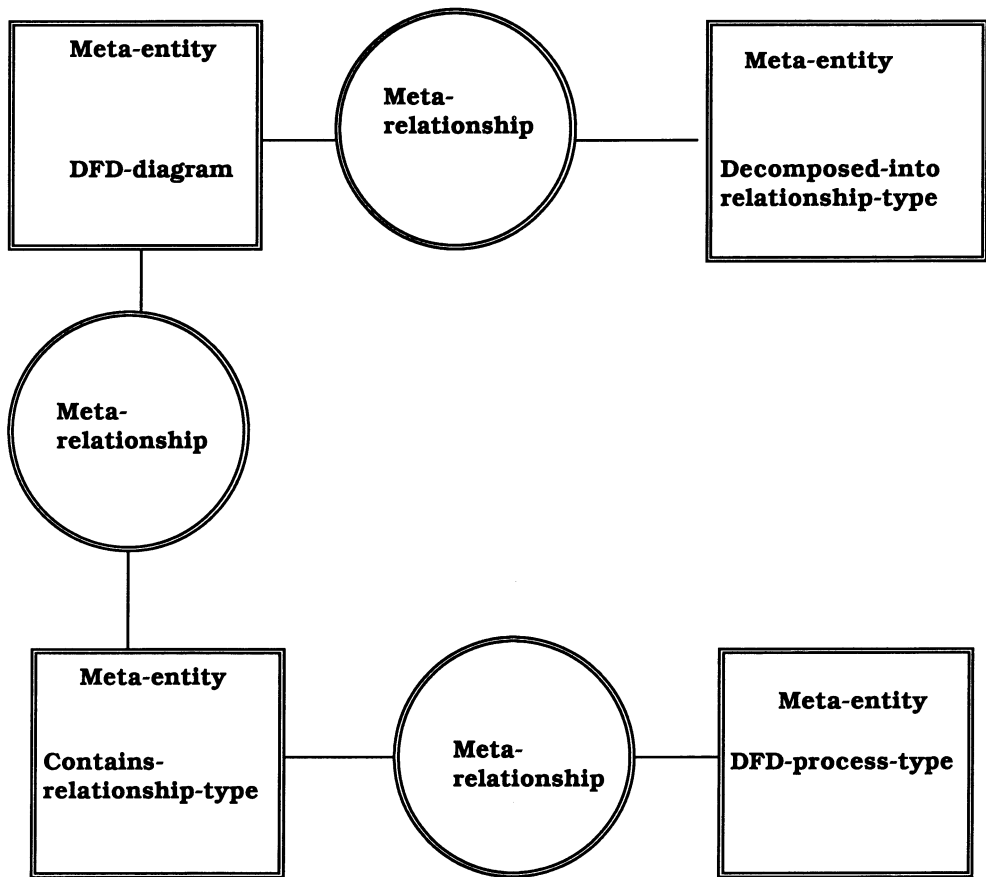 Meta-entity
DFD-diagram
Meta-
relationship
Meta-entity
Decomposed-into
relationship-type
Meta-
relationship
Meta-entity
Contains-
relationship-type
Meta-
relationship
Meta-entity
DFD-process-type